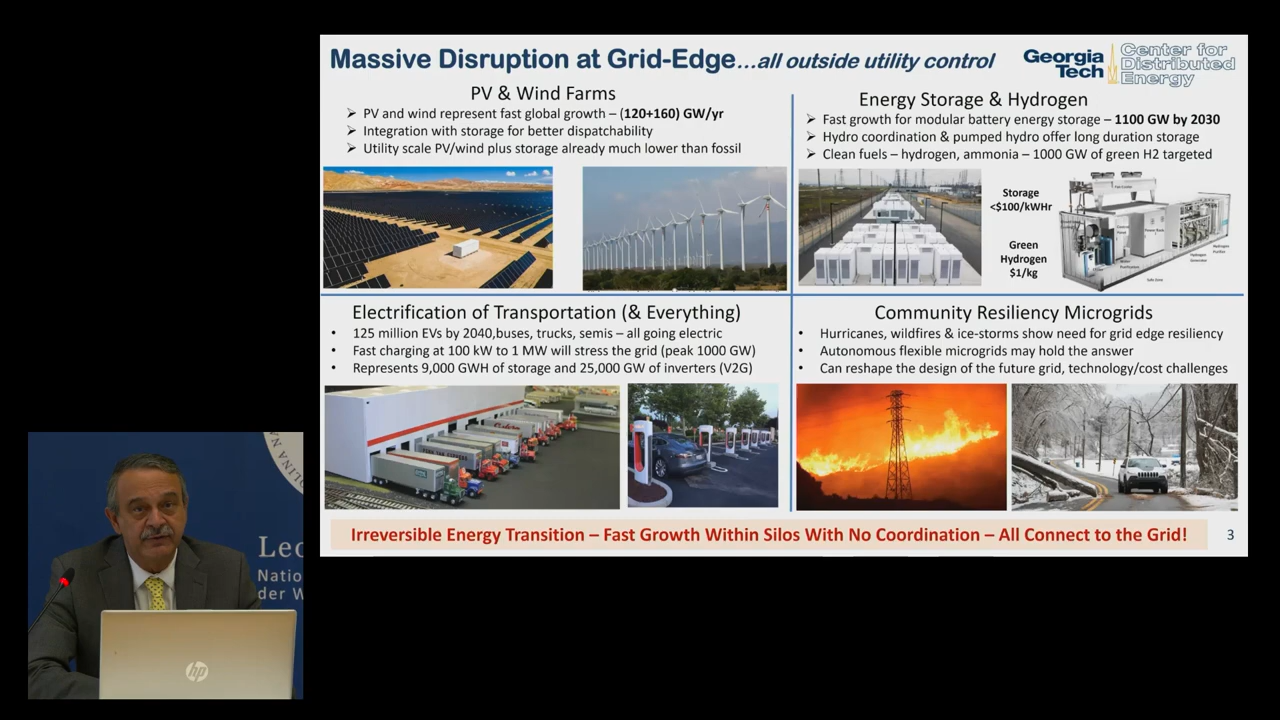 Massive Disruption at Grid-Edge...all outside utility control
Georgia
Tech
Center for
Distributed
Energy
PV & Wind Farms
➢ PV and wind represent fast global growth – (120+160) GW/yr
➢ Integration with storage for better dispatchability
➢ Utility scale PV/wind plus storage already much lower than fossil
Energy Storage & Hydrogen
➢ Fast growth for modular battery energy storage – 1100 GW by 2030
➢ Hydro coordination & pumped hydro offer long duration storage
➢ Clean fuels – hydrogen, ammonia – 1000 GW of green H2 targeted
Storage
<$100/kWHr
Green
Hydrogen
$1/kg
Electrification of Transportation (& Everything)
• 125 million EVs by 2040,buses, trucks, semis – all going electric
• Fast charging at 100 kW to 1 MW will stress the grid (peak 1000 GW)
• Represents 9,000 GWH of storage and 25,000 GW of inverters (V2G)
Community Resiliency Microgrids
• Hurricanes, wildfires & ice-storms show need for grid edge resiliency
• Autonomous flexible microgrids may hold the answer
• Can reshape the design of the future grid, technology/cost challenges
Irreversible Energy Transition – Fast Growth Within Silos With No Coordination – All Connect to the Grid!
3
Leo
Natio
der W
hp